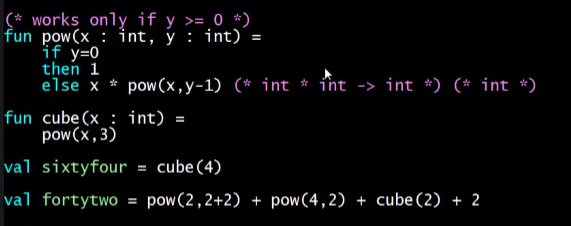 (* works only if y >= 0 *)
fun pow(x : int, y : int) =
if y=0
then 1
else x * pow(x,y-1) (* int * int -> int *) (* int *)
fun cube(x : int) =
pow(x,3)
val sixtyfour = cube(4)
val fortytwo = pow(2,2+2) + pow(4,2) + cube(2) + 2